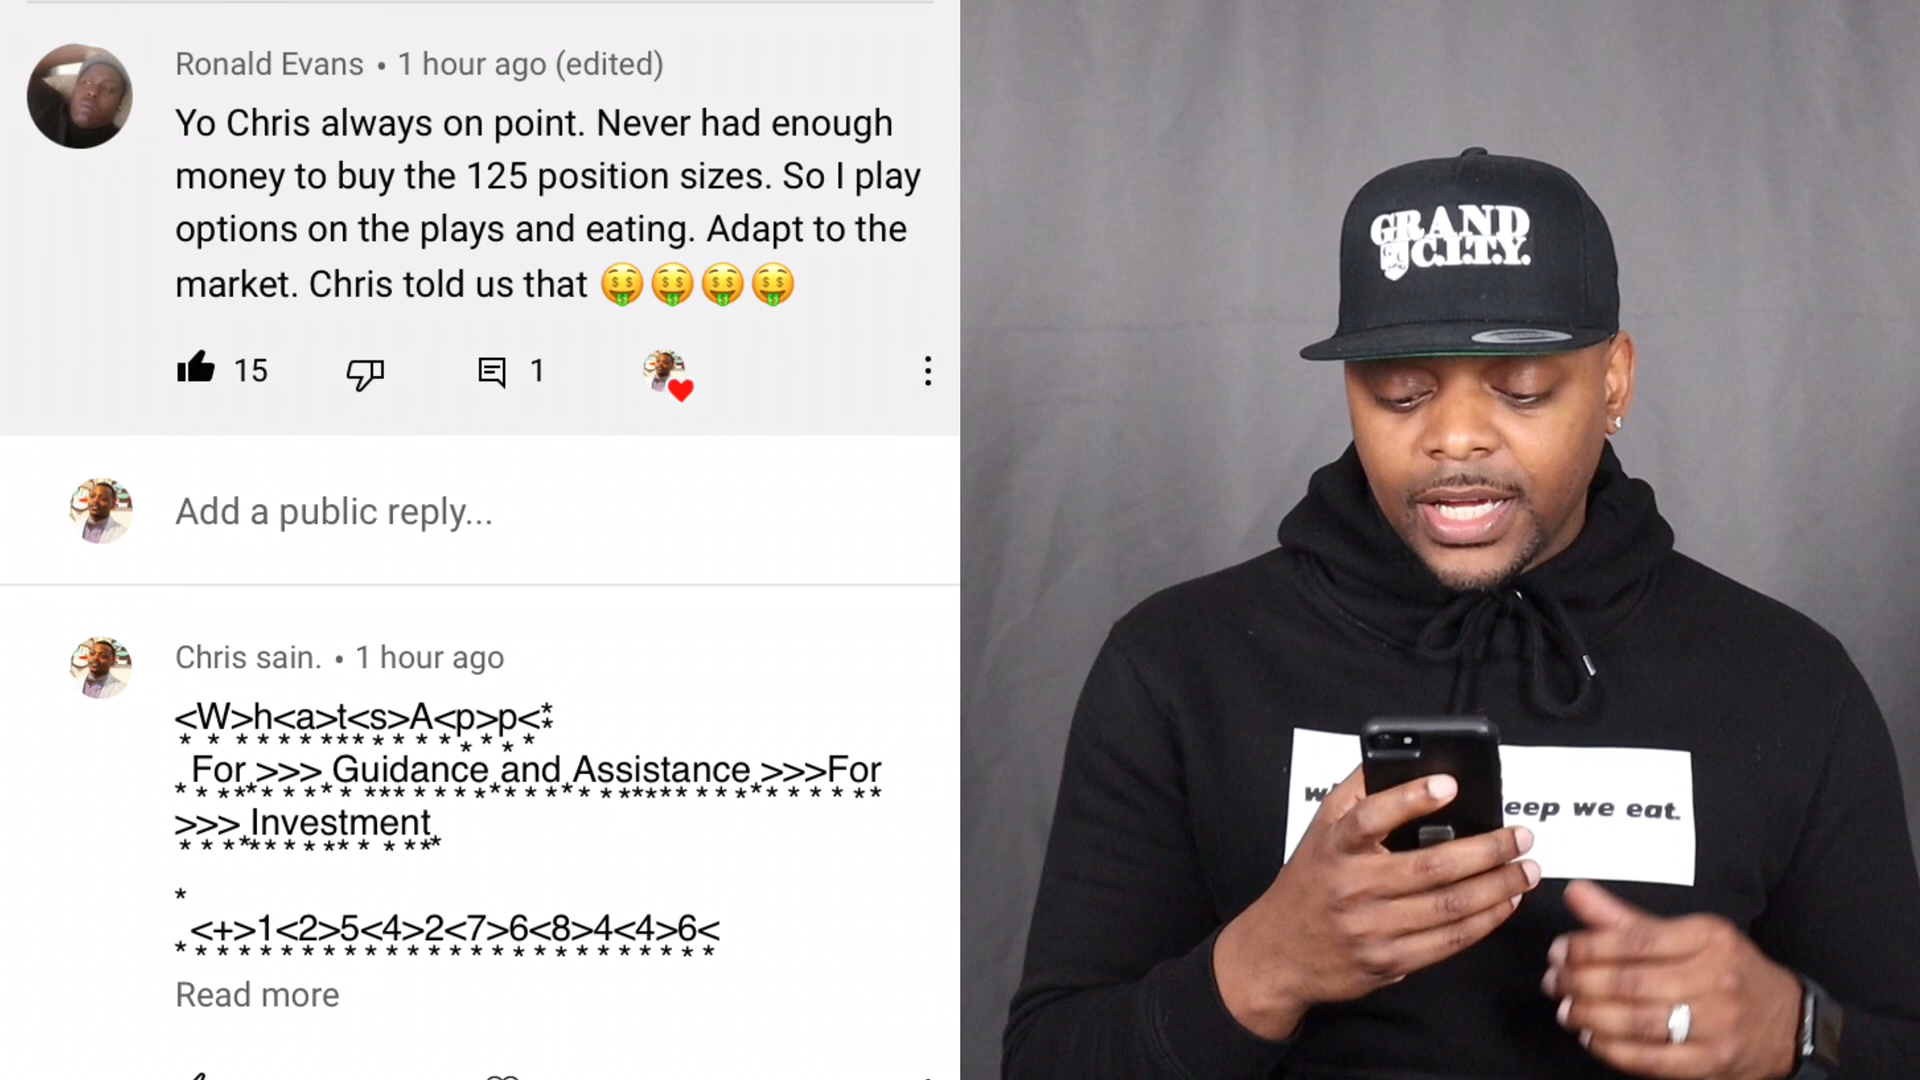 Ronald Evans • 1 hour ago (edited)
Yo Chris always on point. Never had enough
money to buy the 125 position sizes. So I play
options on the plays and eating. Adapt to the
market. Chris told us that 🤑🤑🤑🤑
15
1
Add a public reply...
Chris sain. • 1 hour ago
<W>h<a>t<s>A<p>p<*
For >>> Guidance and Assistance >>>For
>>> Investment
*
<+>1<2>5<4>2<7>6<8>4<4>6<
Read more
GRAND
C.I.T.Y.
eep we eat.